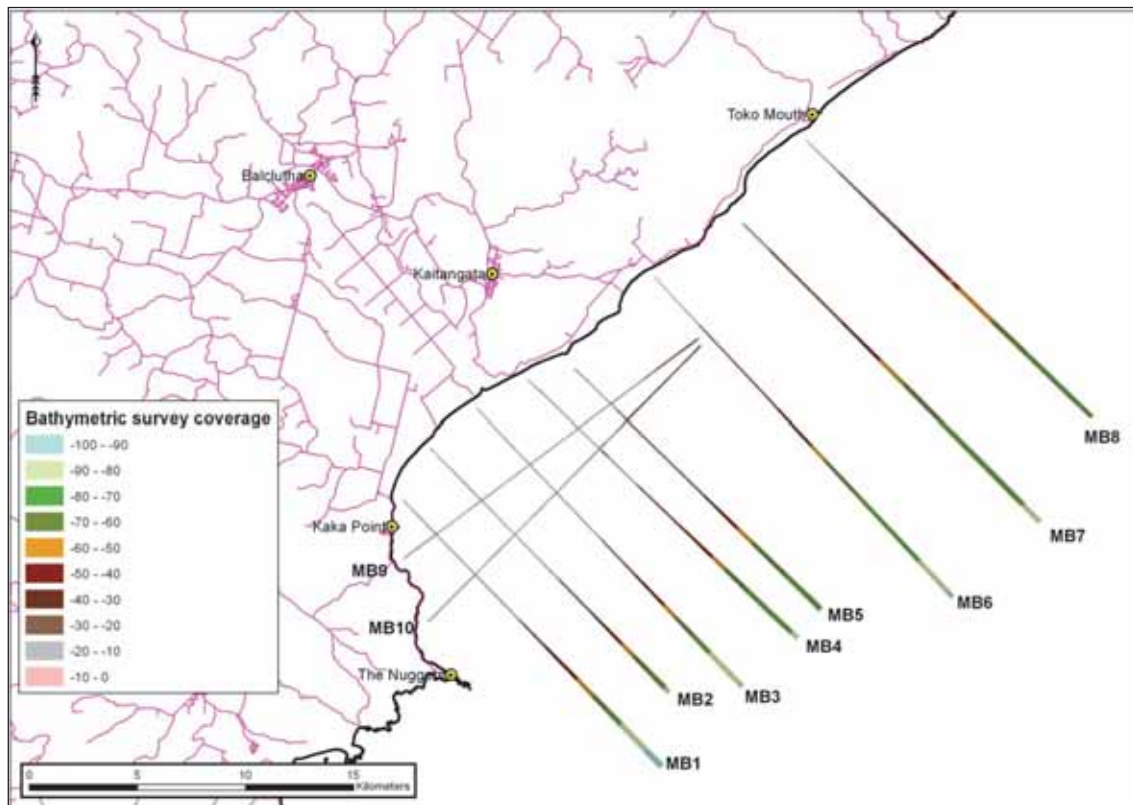 Toko Mouth
Balclutha
Kaitangata
Bathymetric survey coverage
-100 - -90
-90 - -80
-80 - -70
-70 - -60
-60 - -50
-50 - -40
-40 - -30
-30 - -20
-20 - -10
-10 - 0
Kaka Point
MB9
MB10
The Nuggets
MB8
MB7
MB6
MB5
MB4
MB3
MB2
MB1
0 5 10 15
Kilometers